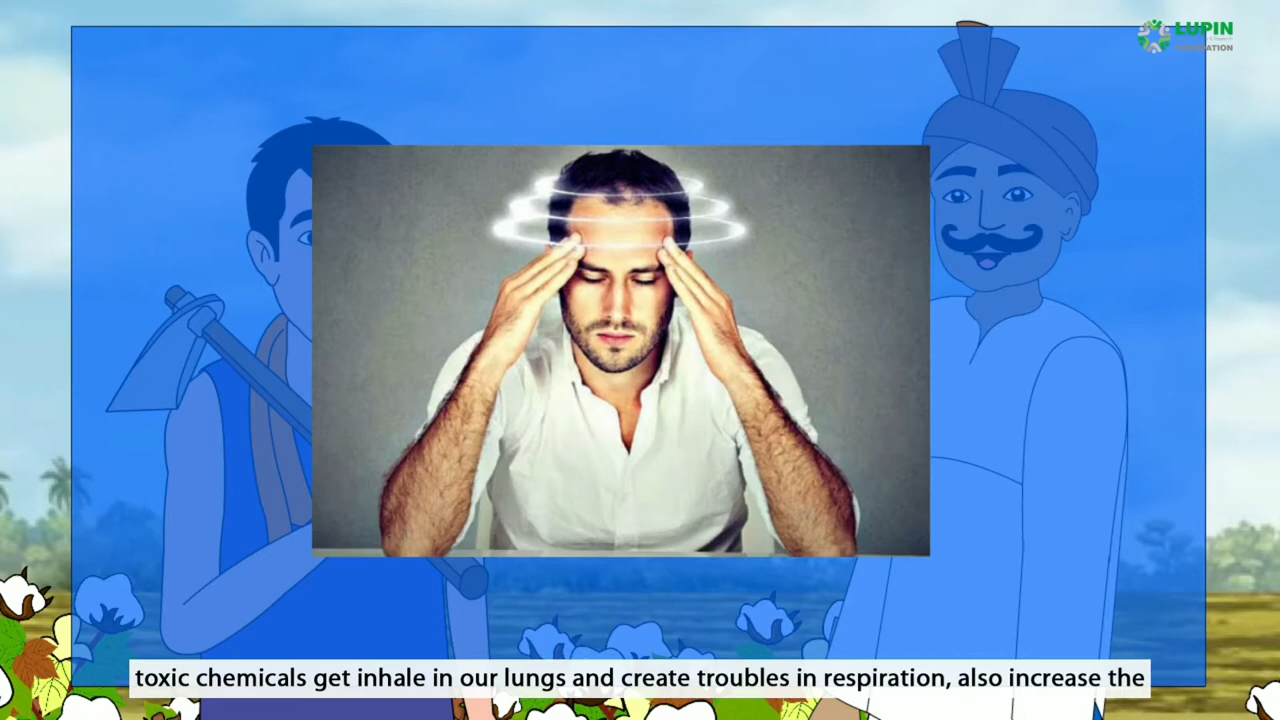 LUPIN
toxic chemicals get inhale in our lungs and create troubles in respiration, also increase the